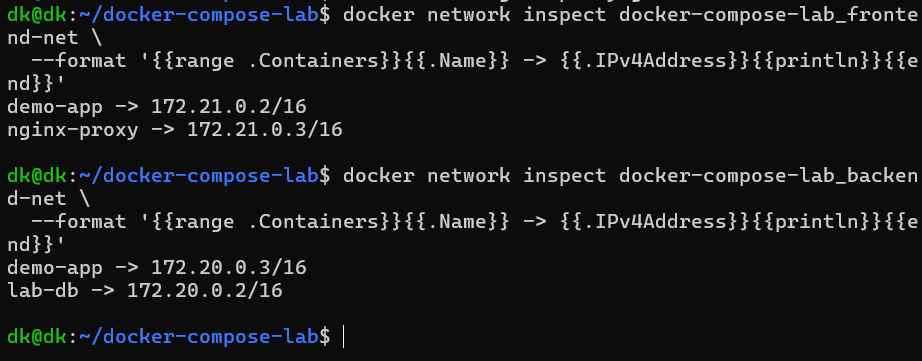 dk@dk:~/docker-compose-lab$ docker network inspect docker-compose-lab_fronte
nd-net \
  --format '{{range .Containers}}{{.Name}} -> {{.IPv4Address}}{{println}}{{e
nd}}'
demo-app -> 172.21.0.2/16
nginx-proxy -> 172.21.0.3/16

dk@dk:~/docker-compose-lab$ docker network inspect docker-compose-lab_backen
d-net \
  --format '{{range .Containers}}{{.Name}} -> {{.IPv4Address}}{{println}}{{e
nd}}'
demo-app -> 172.20.0.3/16
lab-db -> 172.20.0.2/16

dk@dk:~/docker-compose-lab$